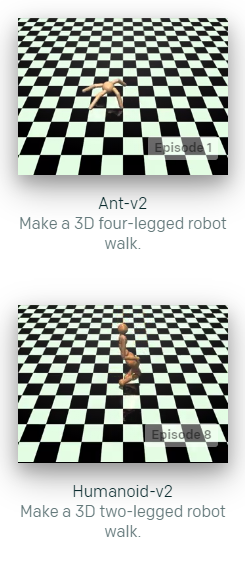 Episode 1
Ant-v2
Make a 3D four-legged robot
walk.
Episode 8
Humanoid-v2
Make a 3D two-legged robot
walk.